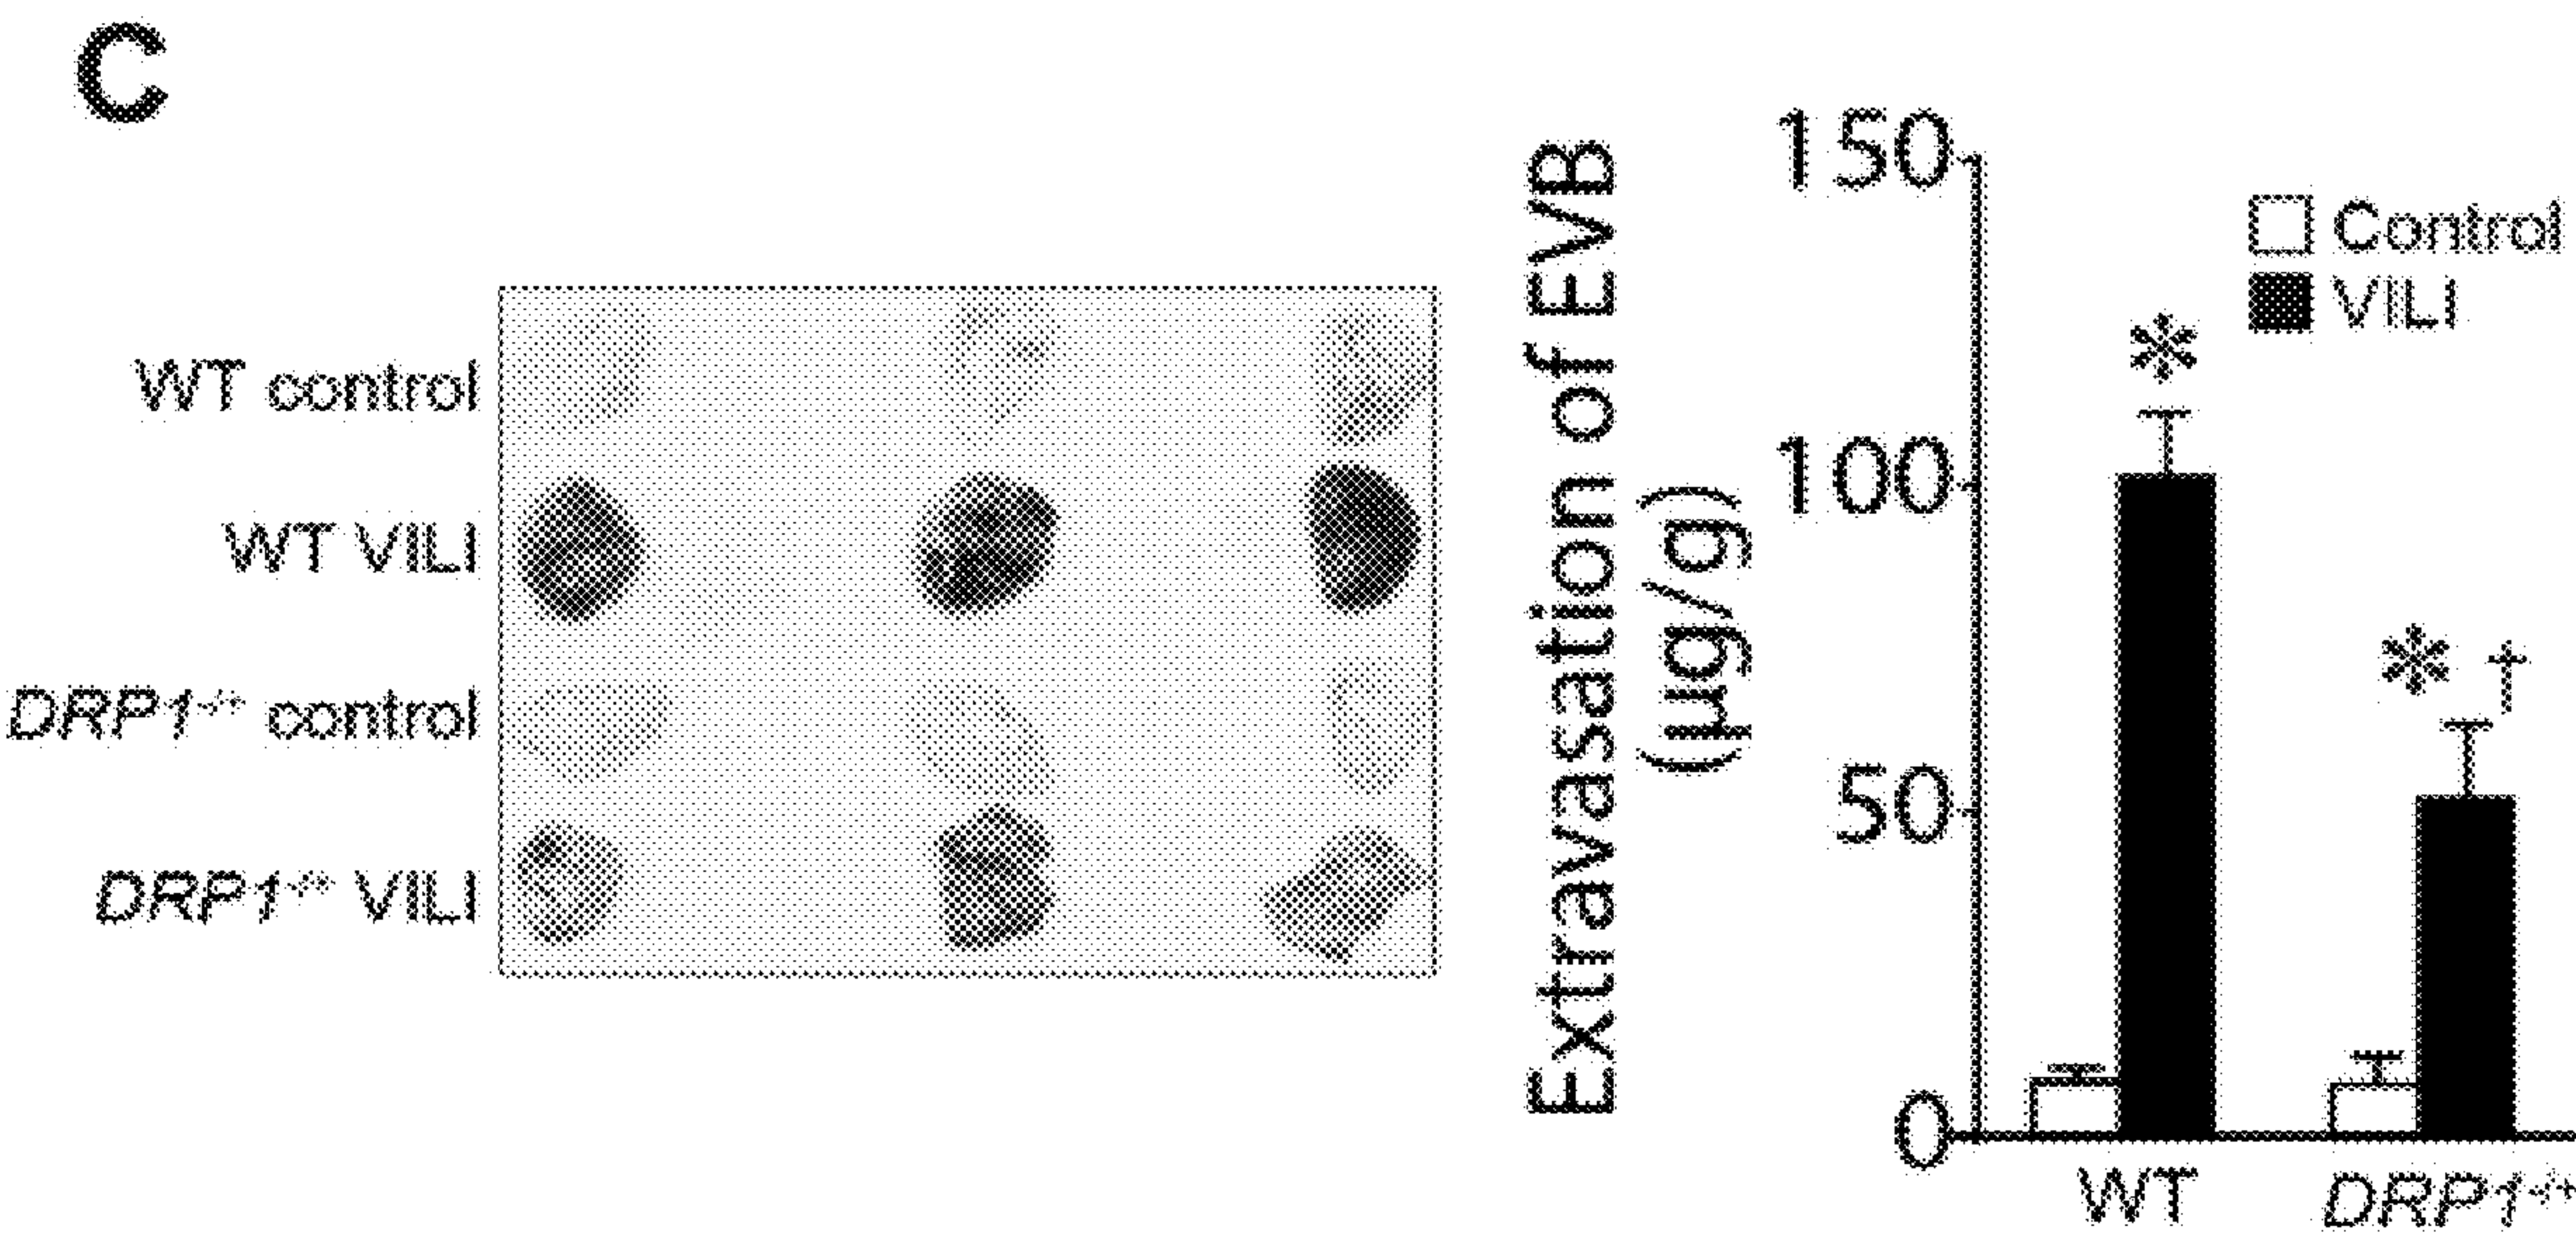 C
WT control
WT VILI
DRP1-/+ control
DRP1-/+ VILI
Extravasation of EVB
(µg/g)
150
100
50
0
Control
VILI
*
* †
WT
DRP1-/+